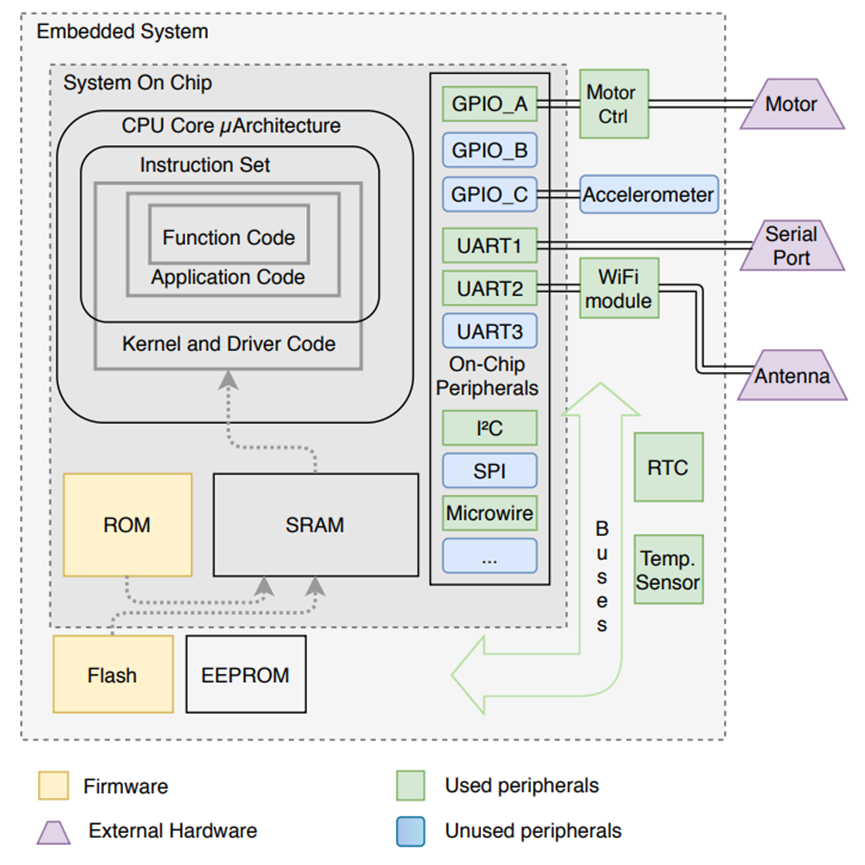 Embedded System
System On Chip
CPU Core µArchitecture
Instruction Set
Function Code
Application Code
Kernel and Driver Code
ROM
SRAM
Flash
EEPROM
GPIO_A
GPIO_B
GPIO_C
UART1
UART2
UART3
On-Chip
Peripherals
I²C
SPI
Microwire
...
Motor
Ctrl
Accelerometer
WiFi
module
Buses
RTC
Temp.
Sensor
Motor
Serial
Port
Antenna
Firmware
External Hardware
Used peripherals
Unused peripherals